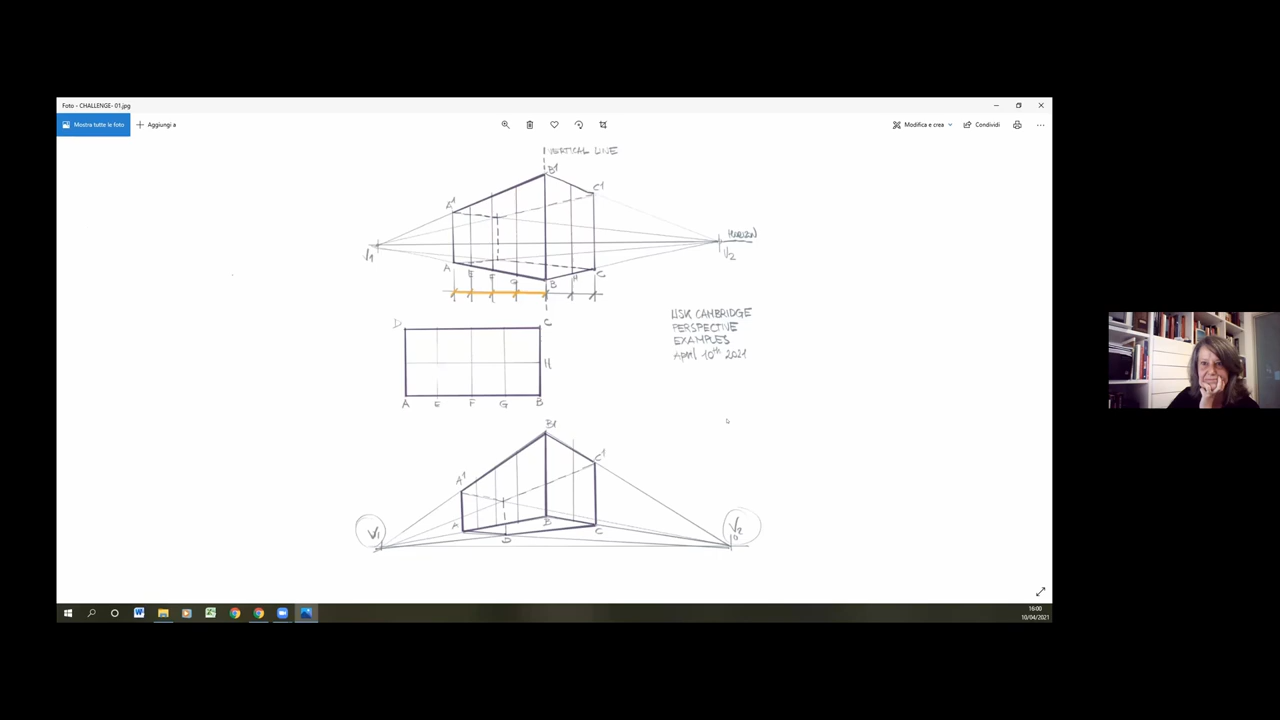 Foto - CHALLENGE- 01.jpg
Mostra tutte le foto
Aggiungi a
Modifica e crea
Condividi
VERTICAL LINE
B1
C1
A1
HORIZON
V1
V2
A
E
F
G
B
H
C
D
C
H
A
E
F
G
B
USK CAMBRIDGE
PERSPECTIVE
EXAMPLES
April 10th 2021
B1
C1
A1
V1
V2
A
B
C
D
16:00
10/04/2021